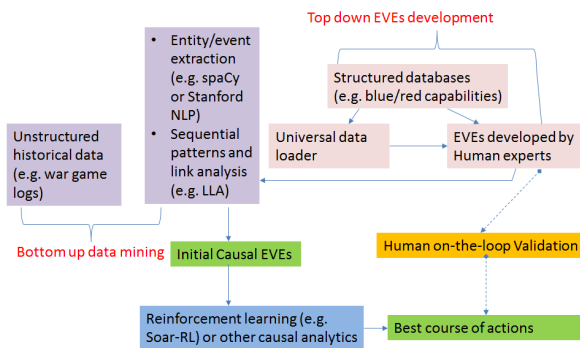 Top down EVEs development
• Entity/event
extraction
(e.g. spaCy
or Stanford
NLP)
• Sequential
patterns and
link analysis
(e.g. LLA)
Structured databases
(e.g. blue/red capabilities)
Unstructured
historical data
(e.g. war game
logs)
Universal data
loader
EVEs developed by
Human experts
Bottom up data mining
Initial Causal EVEs
Human on-the-loop Validation
Reinforcement learning (e.g.
Soar-RL) or other causal analytics
Best course of actions